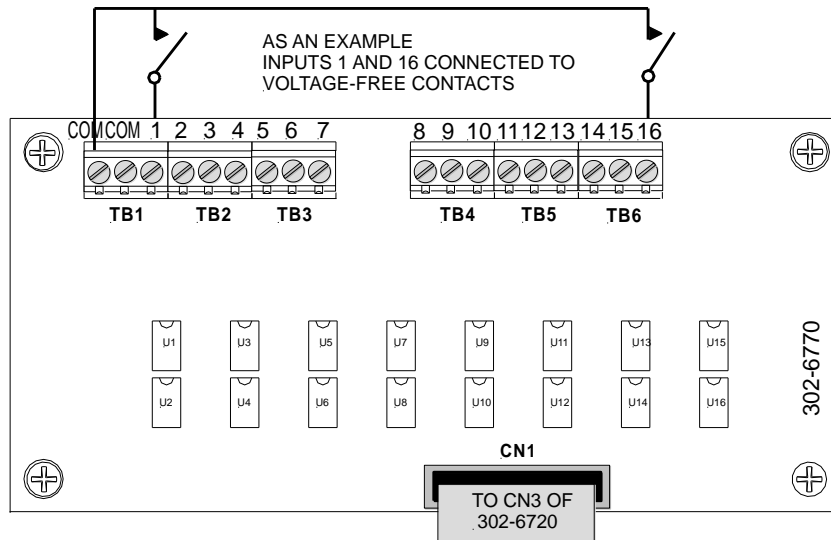 AS AN EXAMPLE
INPUTS 1 AND 16 CONNECTED TO
VOLTAGE-FREE CONTACTS
COM COM 1 2 3 4 5 6 7 8 9 10 11 12 13 14 15 16
TB1 TB2 TB3 TB4 TB5 TB6
U1 U3 U5 U7 U9 U11 U13 U15
U2 U4 U6 U8 U10 U12 U14 U16
302-6770
CN1
TO CN3 OF
302-6720